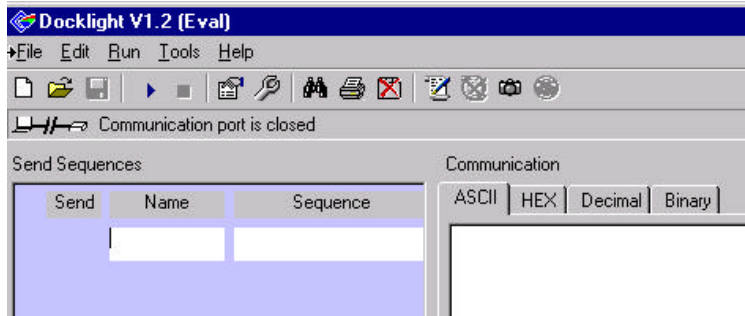 Docklight V1.2 (Eval)
File Edit Run Tools Help
Communication port is closed
Send Sequences
Communication
Send Name Sequence
ASCII HEX Decimal Binary